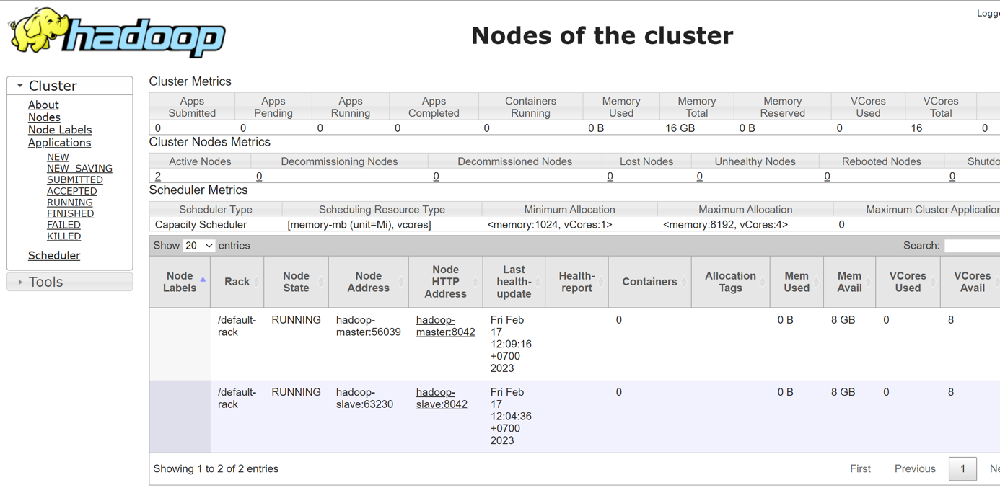 hadoop
Logge
Nodes of the cluster
Cluster
About
Nodes
Node Labels
Applications
NEW
NEW_SAVING
SUBMITTED
ACCEPTED
RUNNING
FINISHED
FAILED
KILLED
Scheduler
Tools
Cluster Metrics
Apps Submitted Apps Pending Apps Running Apps Completed Containers Running Memory Used Memory Total Memory Reserved VCores Used VCores Total
0 0 0 0 0 0 B 16 GB 0 B 0 16 0
Cluster Nodes Metrics
Active Nodes Decommissioning Nodes Decommissioned Nodes Lost Nodes Unhealthy Nodes Rebooted Nodes Shutdo
2 0 0 0 0 0 0
Scheduler Metrics
Scheduler Type Scheduling Resource Type Minimum Allocation Maximum Allocation Maximum Cluster Application
Capacity Scheduler [memory-mb (unit=Mi), vcores] <memory:1024, vCores:1> <memory:8192, vCores:4> 0
Show 20 entries Search:
Node Labels Rack Node State Node Address Node HTTP Address Last health-update Health-report Containers Allocation Tags Mem Used Mem Avail VCores Used VCores Avail
/default-rack RUNNING hadoop-master:56039 hadoop-master:8042 Fri Feb 17 12:09:16 +0700 2023 0 0 B 8 GB 0 8
/default-rack RUNNING hadoop-slave:63230 hadoop-slave:8042 Fri Feb 17 12:04:36 +0700 2023 0 0 B 8 GB 0 8
Showing 1 to 2 of 2 entries First Previous 1 Ne